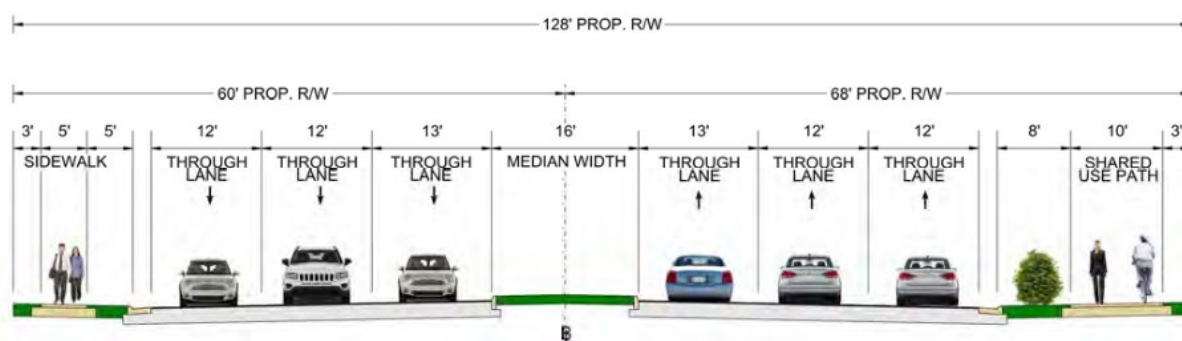 128' PROP. R/W
60' PROP. R/W
68' PROP. R/W
3' 5' 5' 12' 12' 13' 16' 13' 12' 12' 8' 10' 3'
SIDEWALK
THROUGH
LANE
THROUGH
LANE
THROUGH
LANE
MEDIAN WIDTH
THROUGH
LANE
THROUGH
LANE
THROUGH
LANE
SHARED
USE PATH